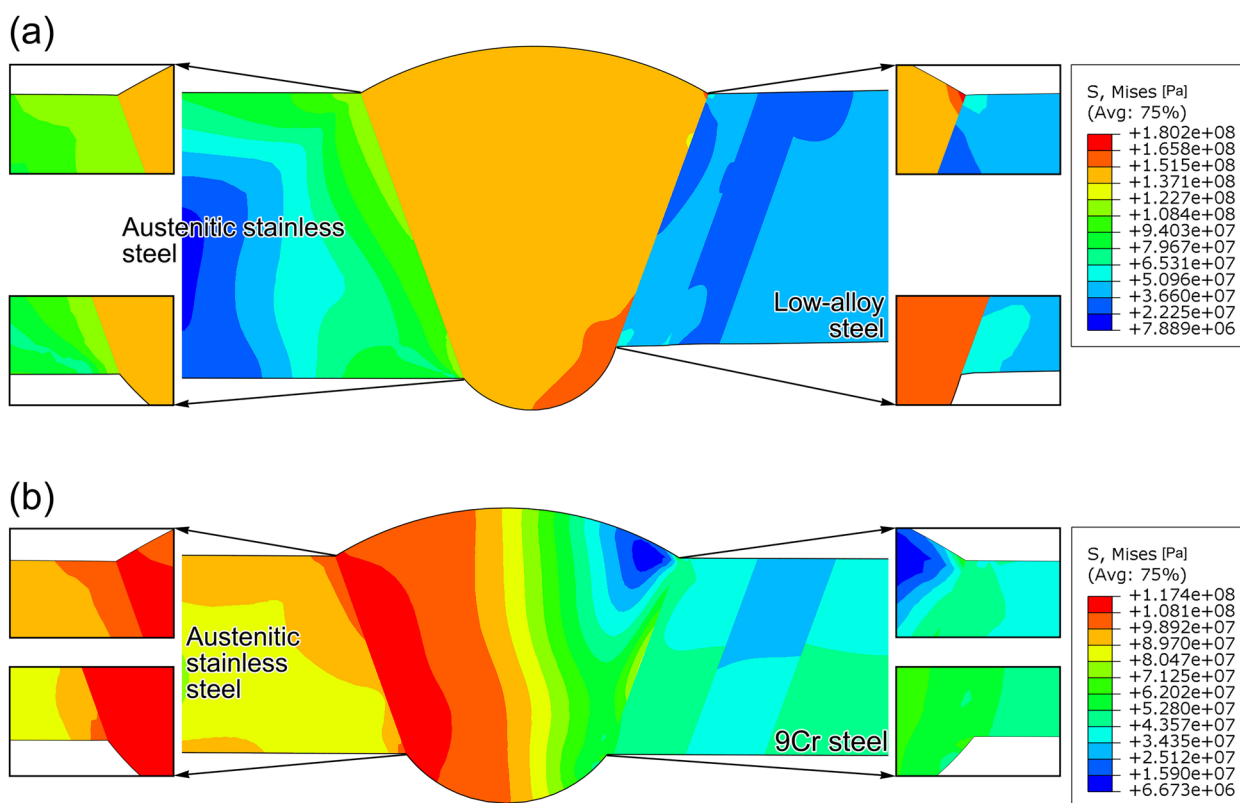 (a)
Austenitic stainless
steel
Low-alloy
steel
S, Mises [Pa]
(Avg: 75%)
+1.802e+08
+1.658e+08
+1.515e+08
+1.371e+08
+1.227e+08
+1.084e+08
+9.403e+07
+7.967e+07
+6.531e+07
+5.096e+07
+3.660e+07
+2.225e+07
+7.889e+06
(b)
Austenitic
stainless
steel
9Cr steel
S, Mises [Pa]
(Avg: 75%)
+1.174e+08
+1.081e+08
+9.892e+07
+8.970e+07
+8.047e+07
+7.125e+07
+6.202e+07
+5.280e+07
+4.357e+07
+3.435e+07
+2.512e+07
+1.590e+07
+6.673e+06